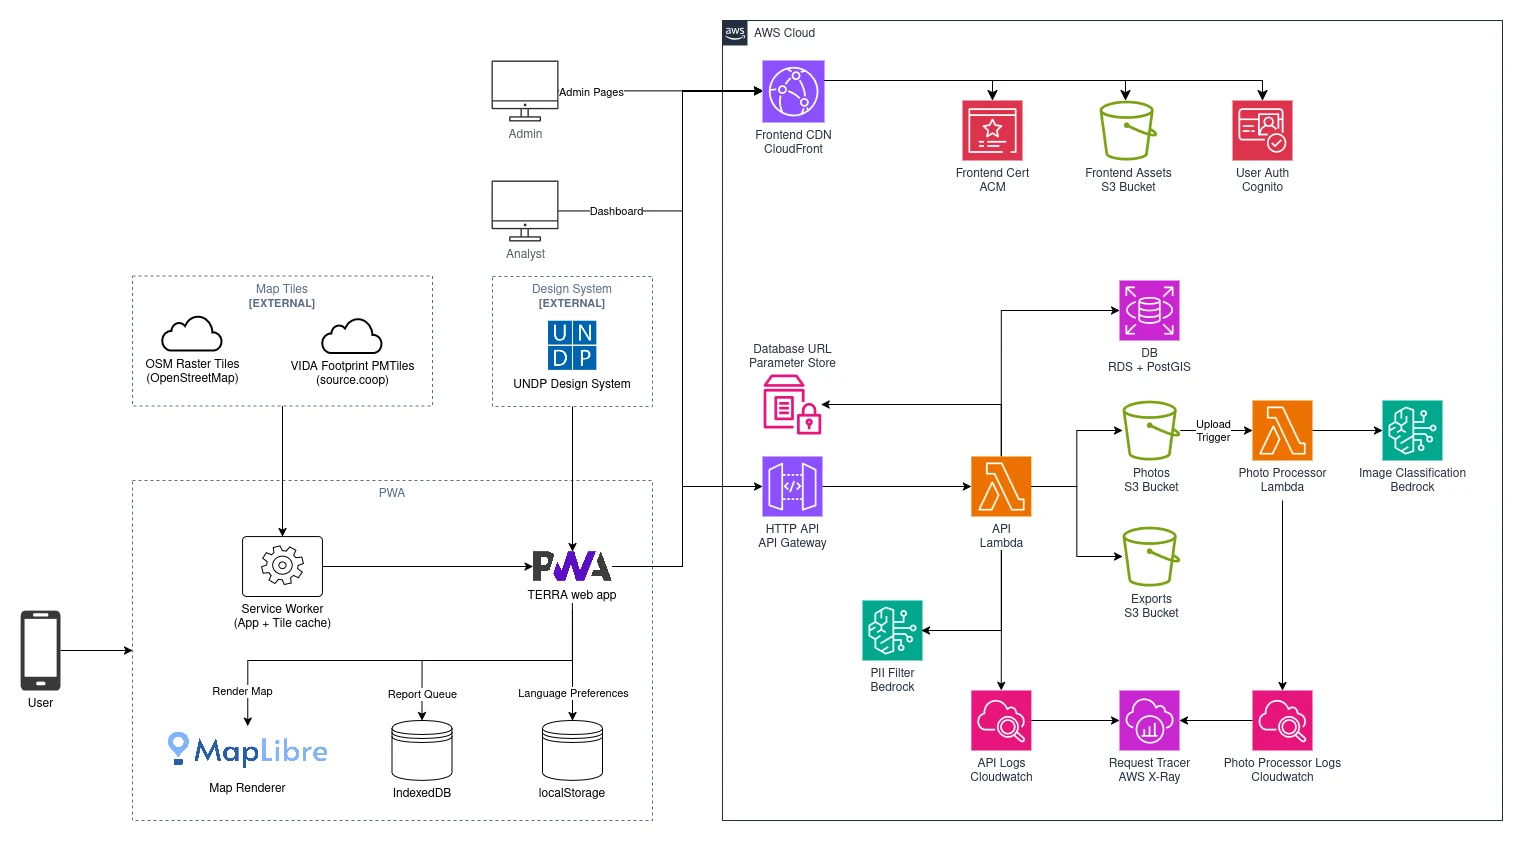 aws
AWS Cloud
Admin Pages
Admin
Frontend CDN
CloudFront
Frontend Cert
ACM
Frontend Assets
S3 Bucket
User Auth
Cognito
Dashboard
Analyst
Map Tiles
[EXTERNAL]
OSM Raster Tiles
(OpenStreetMap)
VIDA Footprint PMTiles
(source.coop)
Design System
[EXTERNAL]
UN
DP
UNDP Design System
Database URL
Parameter Store
DB
RDS + PostGIS
HTTP API
API Gateway
API
Lambda
Photos
S3 Bucket
Upload
Trigger
Photo Processor
Lambda
Image Classification
Bedrock
Exports
S3 Bucket
PII Filter
Bedrock
API Logs
Cloudwatch
Request Tracer
AWS X-Ray
Photo Processor Logs
Cloudwatch
PWA
Service Worker
(App + Tile cache)
PWA
TERRA web app
User
Render Map
Report Queue
Language Preferences
MapLibre
Map Renderer
IndexedDB
localStorage